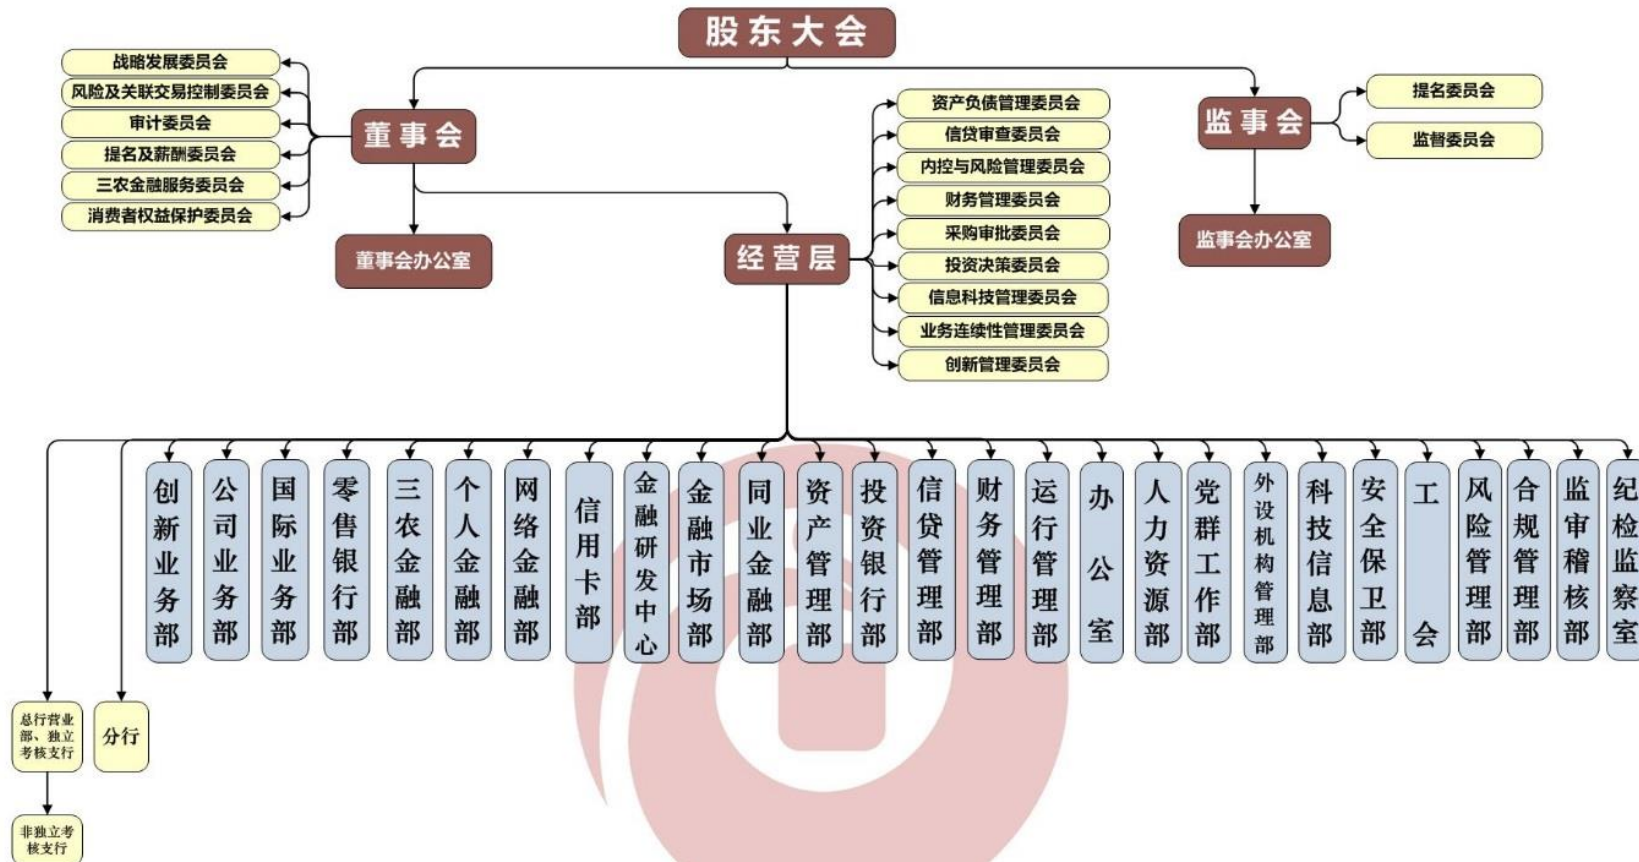 股东大会
战略发展委员会
风险及关联交易控制委员会
审计委员会
提名及薪酬委员会
三农金融服务委员会
消费者权益保护委员会
董事会
董事会办公室
经营层
资产负债管理委员会
信贷审查委员会
内控与风险管理委员会
财务管理委员会
采购审批委员会
投资决策委员会
信息科技管理委员会
业务连续性管理委员会
创新管理委员会
监事会
提名委员会
监督委员会
监事会办公室
创新业务部
公司业务部
国际业务部
零售银行部
三农金融部
个人金融部
网络金融部
信用卡部
金融研发中心
金融市场部
同业金融部
资产管理部
投资银行部
信贷管理部
财务管理部
运行管理部
办公室
人力资源部
党群工作部
外设机构管理部
科技信息部
安全保卫部
工会
风险管理部
合规管理部
监审稽核部
纪检监察室
总行营业
部、独立
考核支行
分行
非独立考
核支行